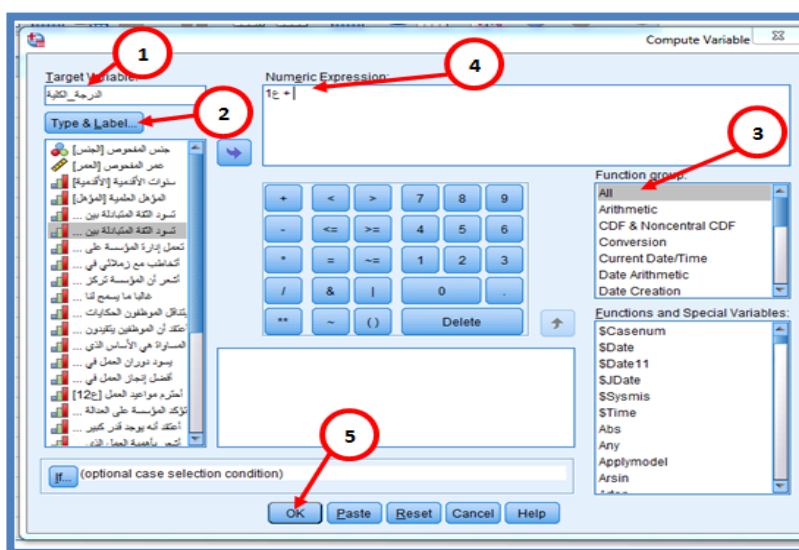 Compute Variable
1
Target Variable:
الدرجة_الكلية
2
Type & Label...
جنس المفحوص [الجنس]
عمر المفحوص [العمر]
سنوات الأقدمية [الأقدمية]
المؤهل العلمية [المؤهل]
تسود الثقة المتبادلة بين ...
تسود الثقة المتبادلة بين ...
تعمل إدارة المؤسسة على ...
أتخاطب مع زملائي في ...
أشعر أن المؤسسة تركز ...
غالبا ما يسمح لنا ...
يتناقل الموظفون الحكايات ...
أعتقد أن الموظفين يتقيدون ...
المساواة هي الأساس الذي ...
يسود دوران العمل في ...
أفضل إنجاز العمل في ...
أحترم مواعيد العمل [ع12]
تؤكد المؤسسة على العدالة ...
أعتقد أنه يوجد قدر كبير ...
أشعر بأهمية العمل الذي ...
4
Numeric Expression:
ع1 +
+ < > 7 8 9
- <= >= 4 5 6
* = ~= 1 2 3
/ & | 0 .
** ~ ( ) Delete
3
Function group:
All
Arithmetic
CDF & Noncentral CDF
Conversion
Current Date/Time
Date Arithmetic
Date Creation
Functions and Special Variables:
$Casenum
$Date
$Date11
$JDate
$Sysmis
$Time
Abs
Any
Applymodel
Arsin
5
If... (optional case selection condition)
OK Paste Reset Cancel Help